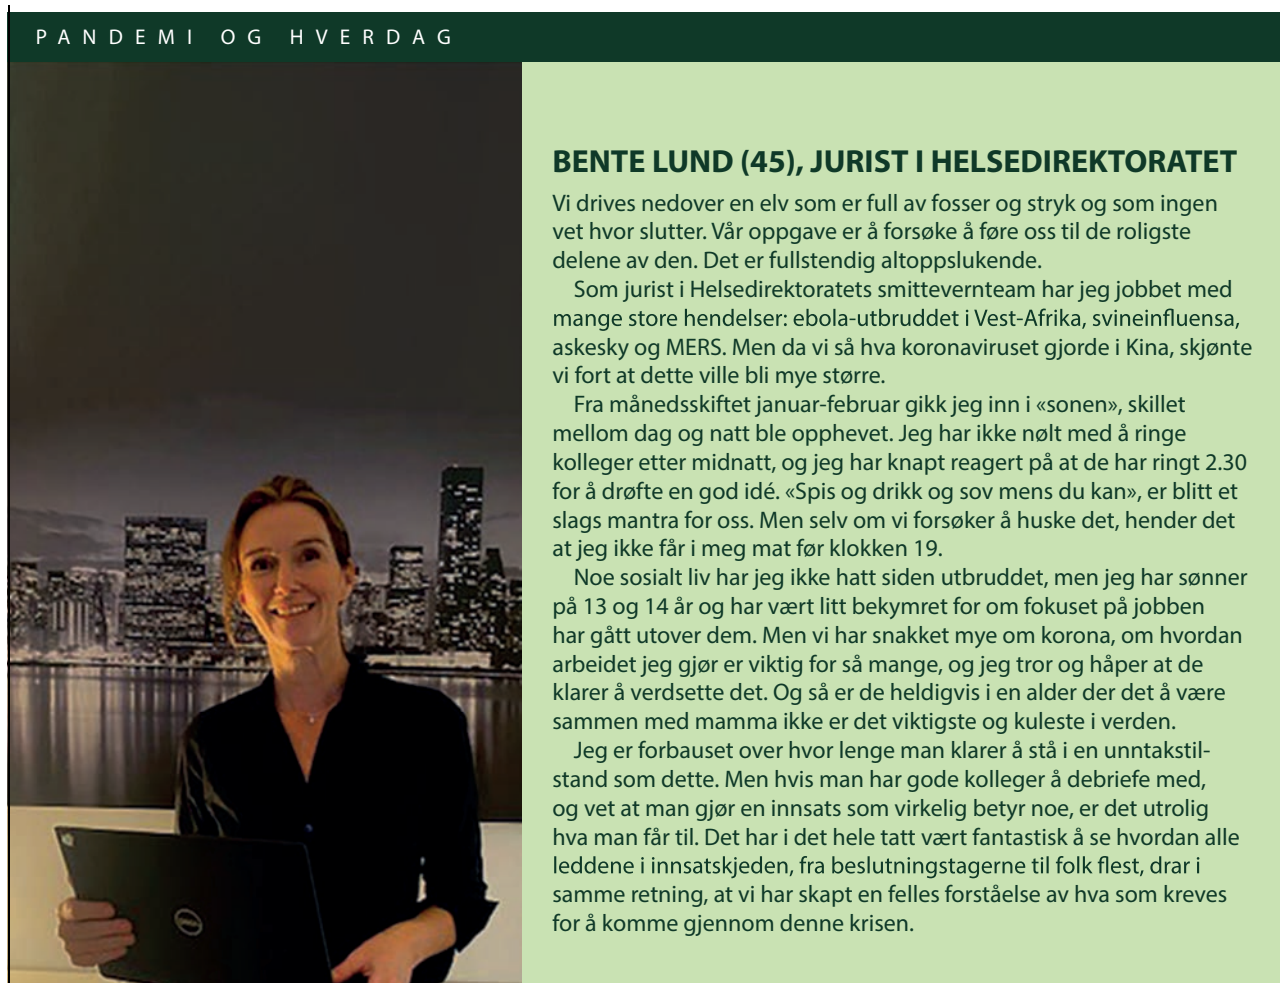 PANDEMI OG HVERDAG
BENTE LUND (45), JURIST I HELSEDIREKTORATET
Vi drives nedover en elv som er full av fosser og stryk og som ingen
vet hvor slutter. Vår oppgave er å forsøke å føre oss til de roligste
delene av den. Det er fullstendig altoppslukende.
Som jurist i Helsedirektoratets smittevernteam har jeg jobbet med
mange store hendelser: ebola-utbruddet i Vest-Afrika, svineinfluensa,
askesky og MERS. Men da vi så hva koronaviruset gjorde i Kina, skjønte
vi fort at dette ville bli mye større.
Fra månedsskiftet januar-februar gikk jeg inn i «sonen», skillet
mellom dag og natt ble opphevet. Jeg har ikke nølt med å ringe
kolleger etter midnatt, og jeg har knapt reagert på at de har ringt 2.30
for å drøfte en god idé. «Spis og drikk og sov mens du kan», er blitt et
slags mantra for oss. Men selv om vi forsøker å huske det, hender det
at jeg ikke får i meg mat før klokken 19.
Noe sosialt liv har jeg ikke hatt siden utbruddet, men jeg har sønner
på 13 og 14 år og har vært litt bekymret for om fokuset på jobben
har gått utover dem. Men vi har snakket mye om korona, om hvordan
arbeidet jeg gjør er viktig for så mange, og jeg tror og håper at de
klarer å verdsette det. Og så er de heldigvis i en alder der det å være
sammen med mamma ikke er det viktigste og kuleste i verden.
Jeg er forbauset over hvor lenge man klarer å stå i en unntakstil-
stand som dette. Men hvis man har gode kolleger å debriefe med,
og vet at man gjør en innsats som virkelig betyr noe, er det utrolig
hva man får til. Det har i det hele tatt vært fantastisk å se hvordan alle
leddene i innsatskjeden, fra beslutningstagerne til folk flest, drar i
samme retning, at vi har skapt en felles forståelse av hva som kreves
for å komme gjennom denne krisen.
DELL